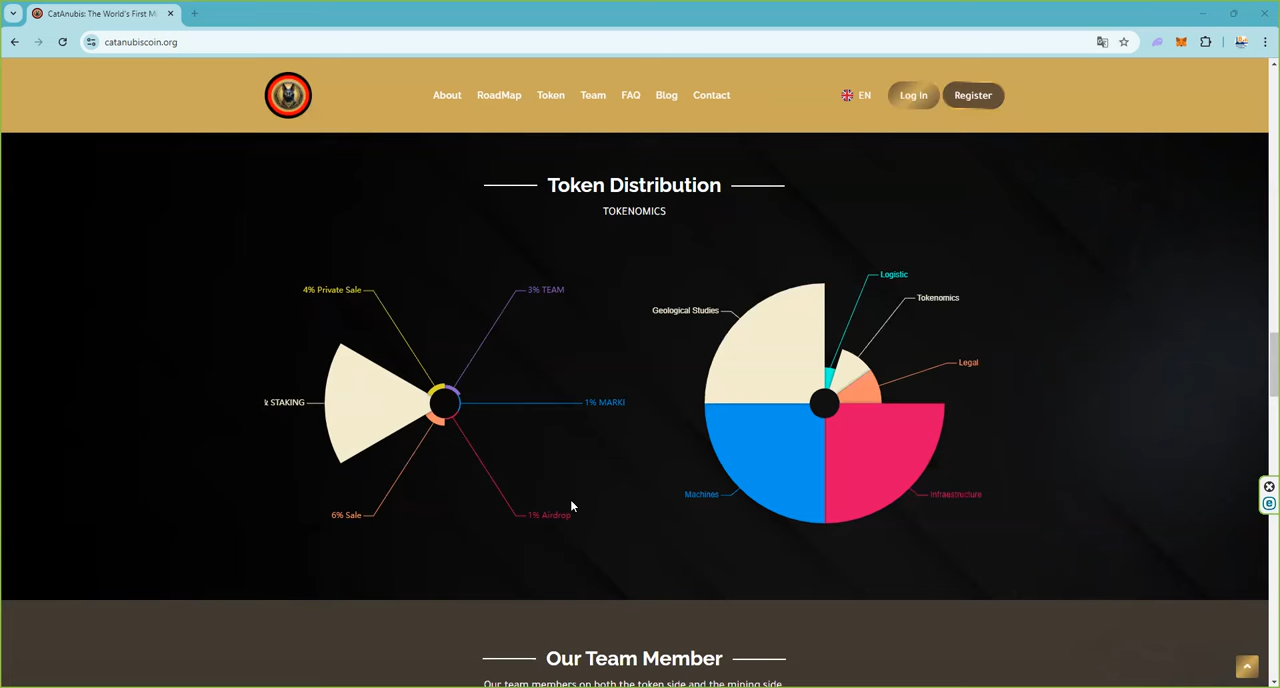 CatAnubis: The World's First Mi
catanubiscoin.org
About RoadMap Token Team FAQ Blog Contact EN Log In Register
Token Distribution
TOKENOMICS
4% Private Sale
3% TEAM
k STAKING
1% MARKI
6% Sale
1% Airdrop
Logistic
Tokenomics
Geological Studies
Legal
Machines
Infraestructure
Our Team Member
Our team members on both the token side and the mining side